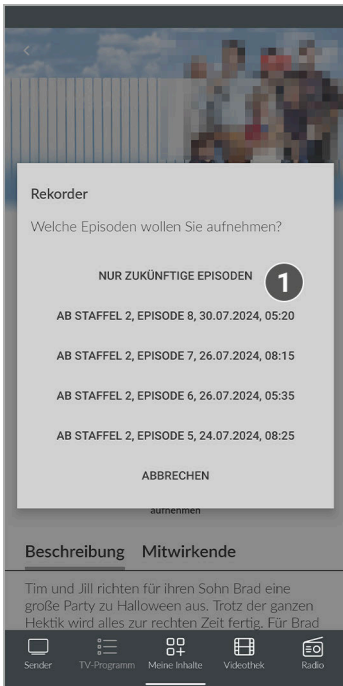 Rekorder
Welche Episoden wollen Sie aufnehmen?
NUR ZUKÜNFTIGE EPISODEN
1
AB STAFFEL 2, EPISODE 8, 30.07.2024, 05:20
AB STAFFEL 2, EPISODE 7, 26.07.2024, 08:15
AB STAFFEL 2, EPISODE 6, 26.07.2024, 05:35
AB STAFFEL 2, EPISODE 5, 24.07.2024, 08:25
ABBRECHEN
aufnehmen
Beschreibung Mitwirkende
Tim und Jill richten für ihren Sohn Brad eine
große Party zu Halloween aus. Trotz der ganzen
Hektik wird alles zur rechten Zeit fertig. Für Brad
Sender TV-Programm Meine Inhalte Videothek Radio